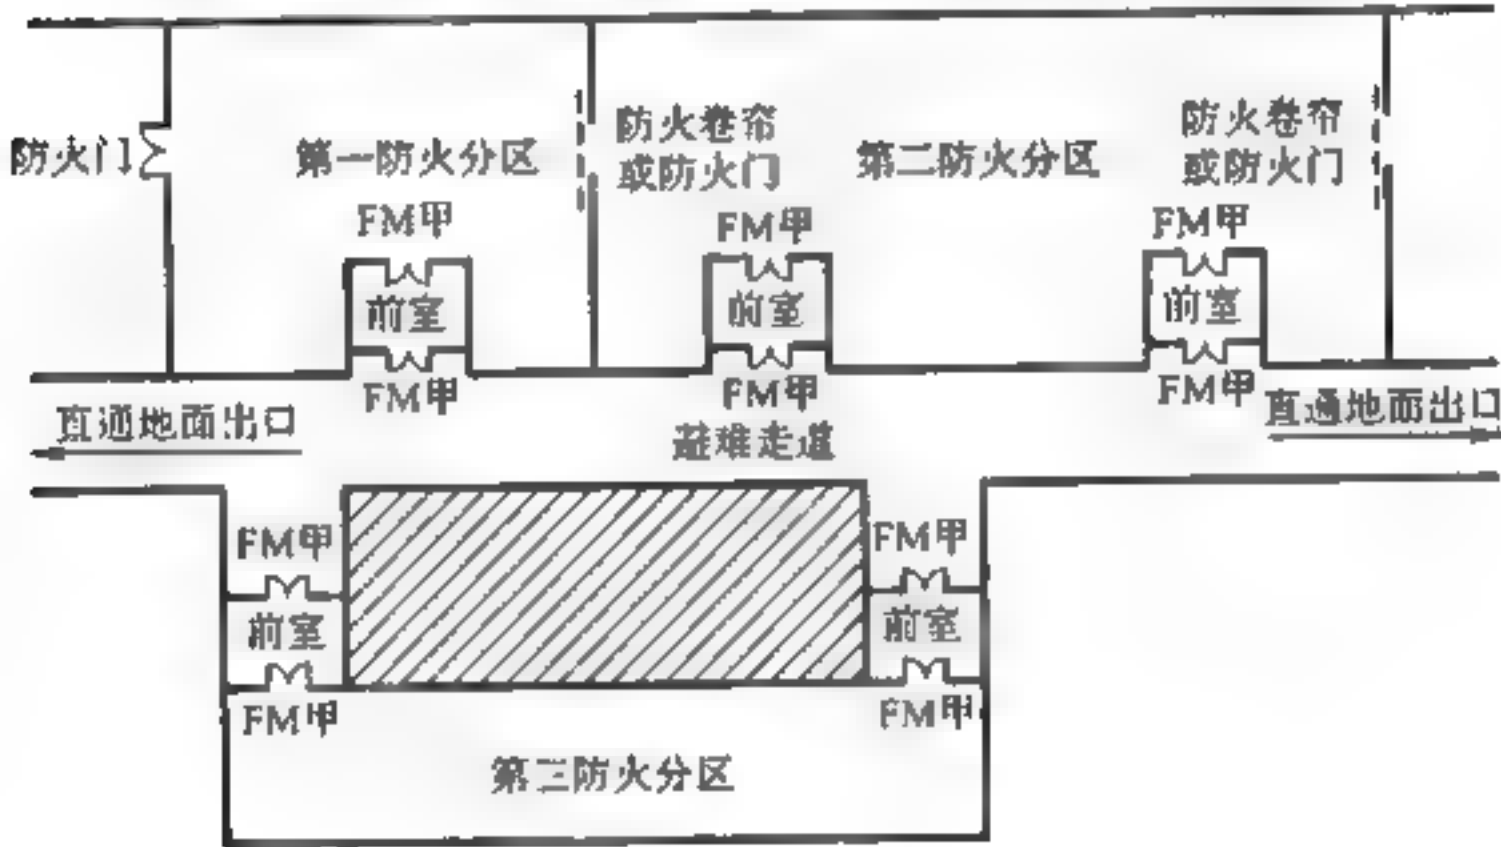 防火门
第一防火分区
防火卷帘
或防火门
第二防火分区
防火卷帘
或防火门
FM甲
FM甲
FM甲
前室
前室
前室
FM甲
FM甲
FM甲
直通地面出口
避难走道
直通地面出口
FM甲
FM甲
前室
前室
FM甲
FM甲
第三防火分区